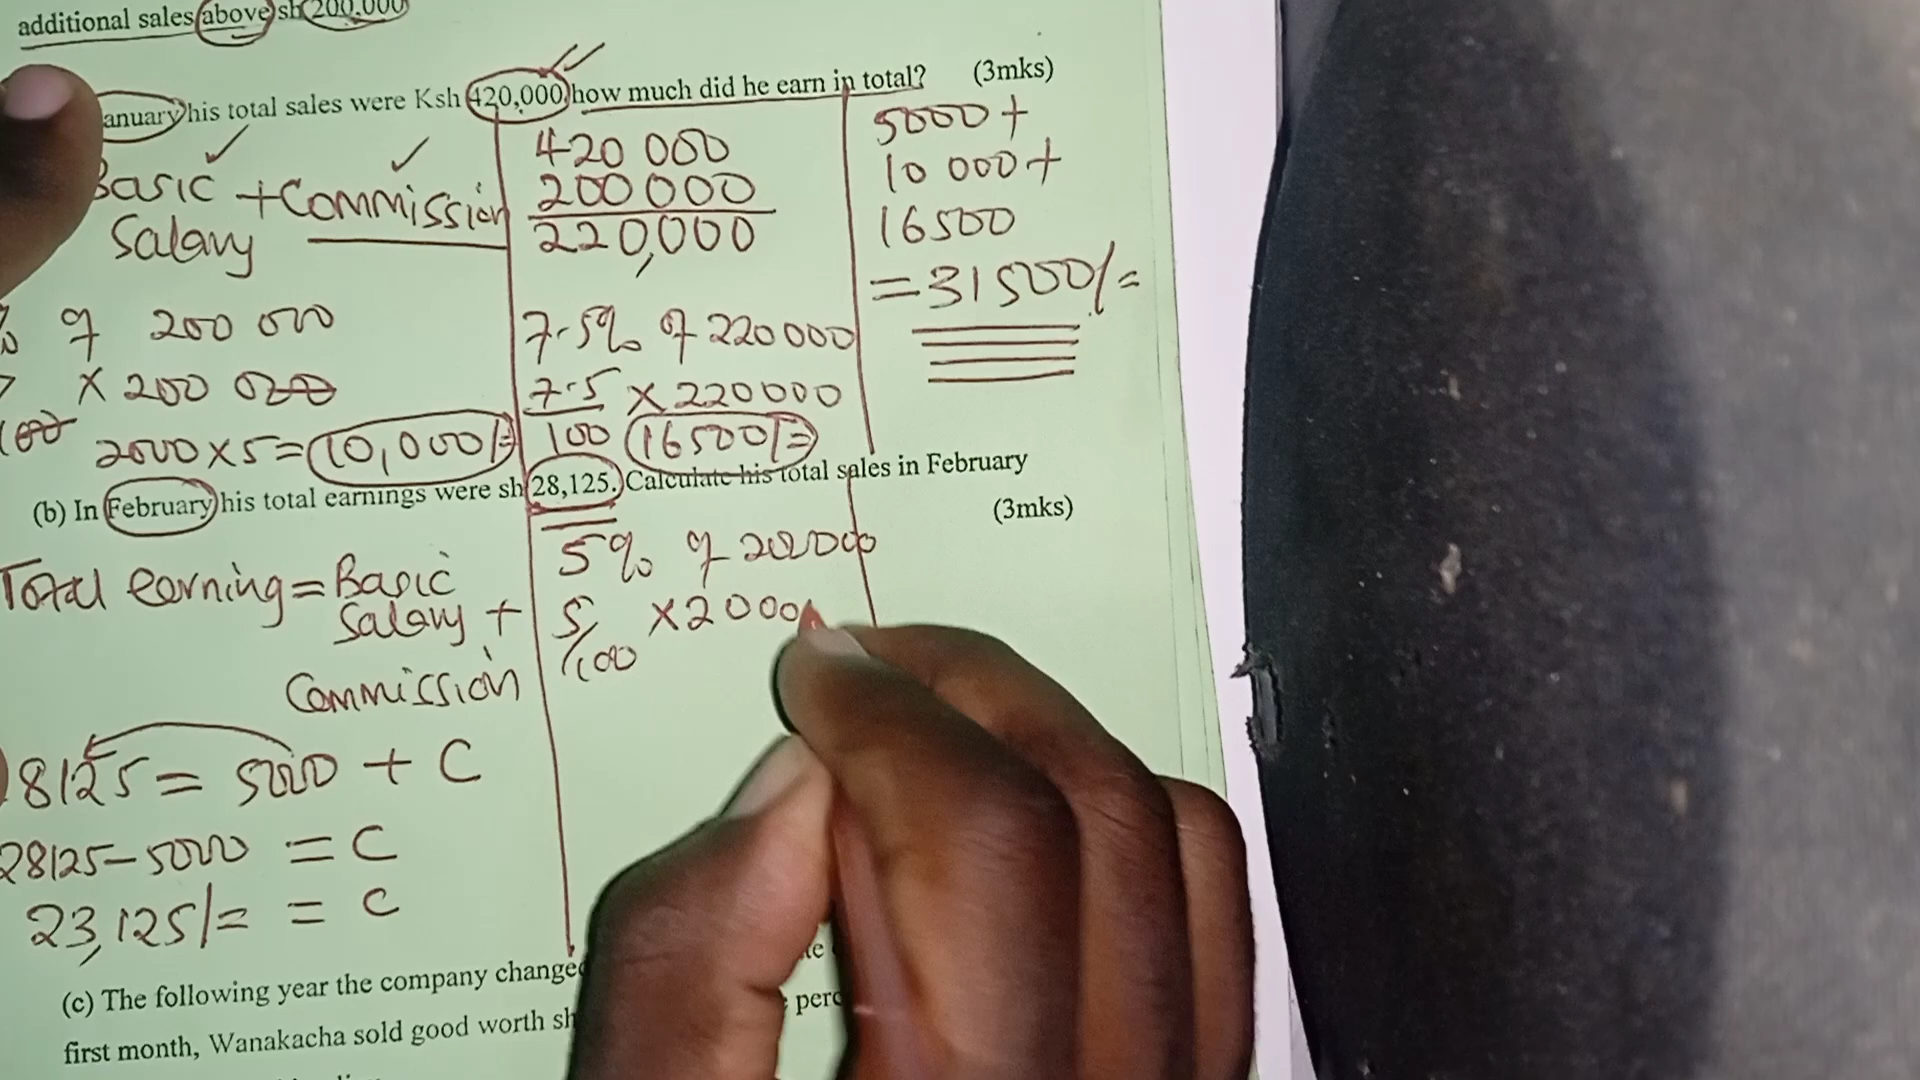 additional sales above sh 200,000
anuary his total sales were Ksh 420,000 how much did he earn in total? (3mks)
Basic + Commission
Salary
of 200 000
X 200 000
100
2000 X 5 = 10,000/=
420 000
200 000
220,000
7.5% of 220000
7.5 X 220000
100 16500/=
5000 +
10 000 +
16500
= 31500/=
(b) In February his total earnings were sh 28,125. Calculate his total sales in February
(3mks)
Total earning = Basic
Salary +
Commission
8125 = 5000 + C
28125 - 5000 = C
23,125/= = C
5% of 200000
5/100 X 2000
(c) The following year the company changed
first month, Wanakacha sold good worth sh